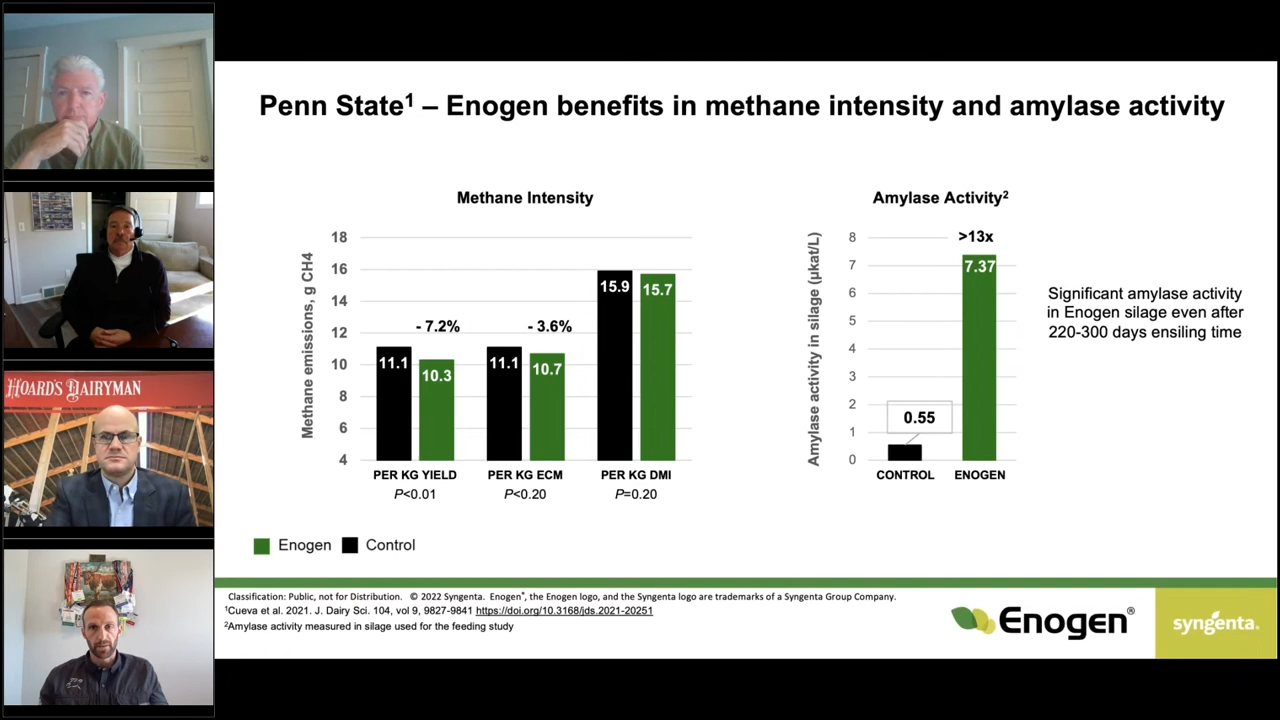 HOARD'S DAIRYMAN
Penn State1 – Enogen benefits in methane intensity and amylase activity
Methane Intensity
Methane emissions, g CH4
18
16
14
12
10
8
6
4
11.1
10.3
- 7.2%
11.1
10.7
- 3.6%
15.9
15.7
PER KG YIELD
PER KG ECM
PER KG DMI
P<0.01
P<0.20
P=0.20
Enogen
Control
Amylase Activity2
Amylase activity in silage (µkat/L)
8
7
6
5
4
3
2
1
0
>13x
7.37
0.55
CONTROL
ENOGEN
Significant amylase activity
in Enogen silage even after
220-300 days ensiling time
Classification: Public, not for Distribution. © 2022 Syngenta. Enogen®, the Enogen logo, and the Syngenta logo are trademarks of a Syngenta Group Company.
1Cueva et al. 2021. J. Dairy Sci. 104, vol 9, 9827-9841 https://doi.org/10.3168/jds.2021-20251
2Amylase activity measured in silage used for the feeding study
Enogen®
syngenta.